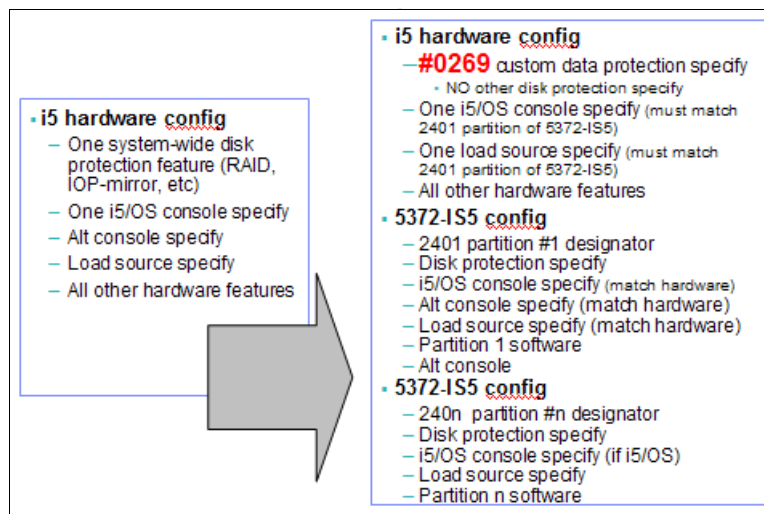 i5 hardware config
– One system-wide disk
protection feature (RAID,
IOP-mirror, etc)
– One i5/OS console specify
– Alt console specify
– Load source specify
– All other hardware features
i5 hardware config
– #0269 custom data protection specify
• NO other disk protection specify
– One i5/OS console specify (must match
2401 partition of 5372-IS5)
– One load source specify (must match
2401 partition of 5372-IS5)
– All other hardware features
5372-IS5 config
– 2401 partition #1 designator
– Disk protection specify
– i5/OS console specify (match hardware)
– Alt console specify (match hardware)
– Load source specify (match hardware)
– Partition 1 software
– Alt console
5372-IS5 config
– 240n partition #n designator
– Disk protection specify
– i5/OS console specify (if i5/OS)
– Load source specify
– Partition n software